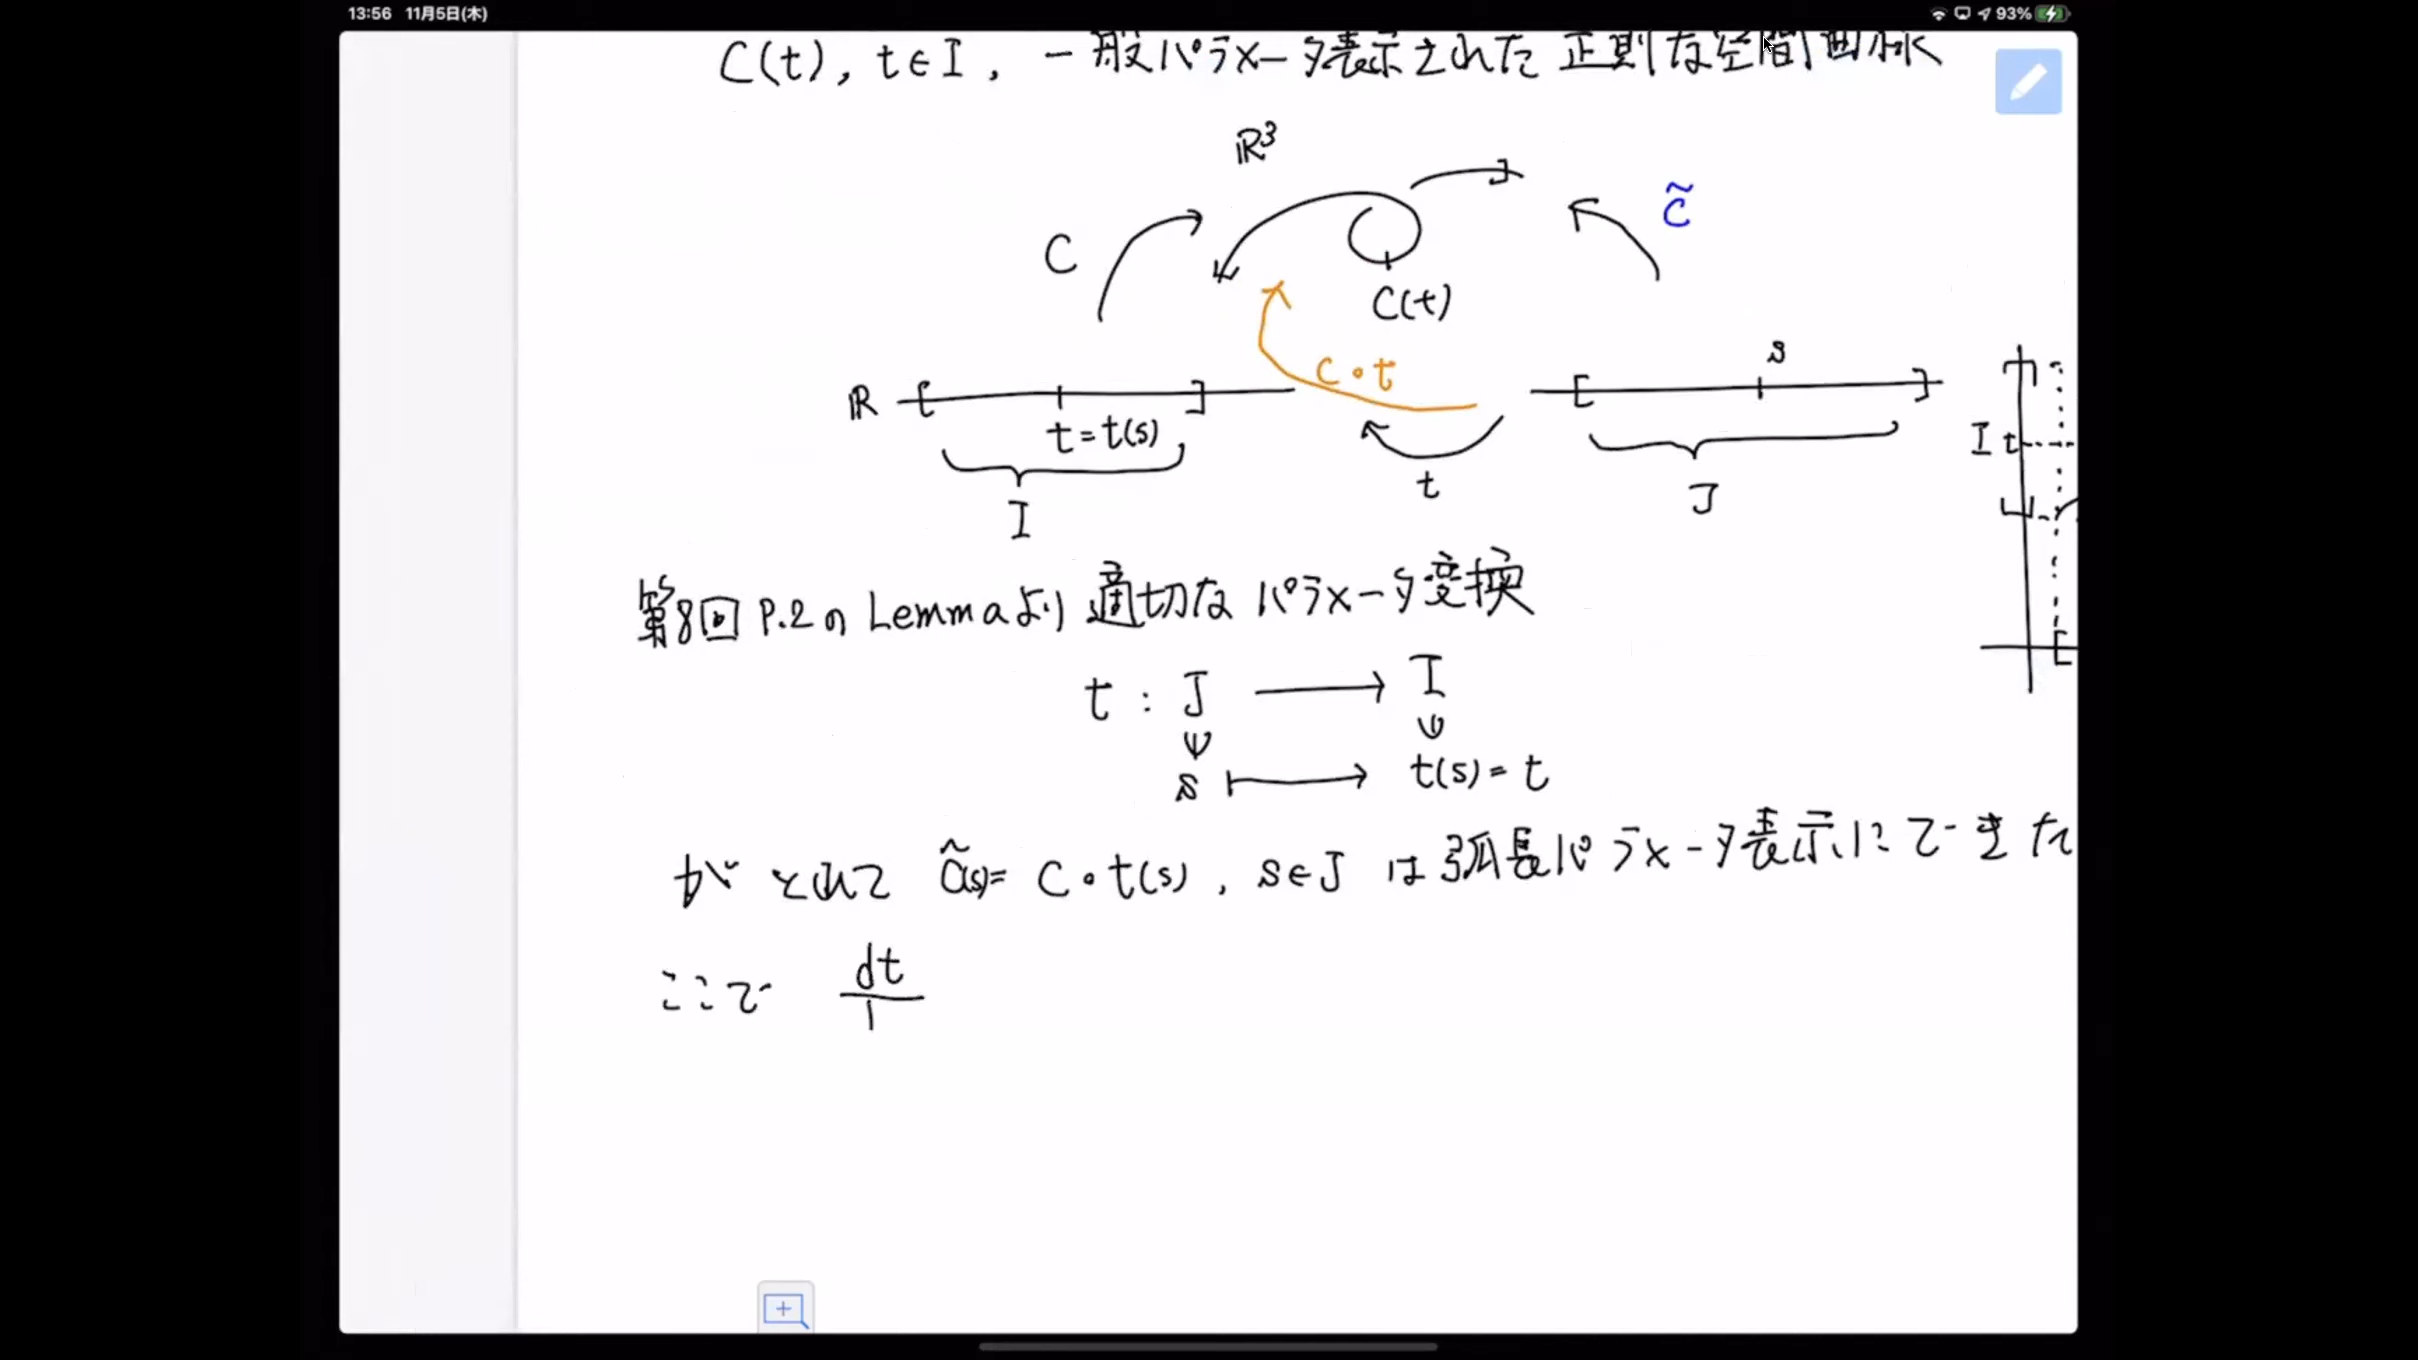 13:56 11月5日(木) 93%
C(t), t∈I, 一般パラメータ表示された正則な空間曲線
ℝ³
C̃
C
C(t)
C∘t
s
ℝ
t=t(s)
I t
t
J
I
第8回 P.2の Lemmaより 適切な パラメータ変換
t : J ⟶ I
s ⟼ t(s)=t
が とれて C̃(s)= C∘t(s), s∈J は弧長パラメータ表示にできた
ここで dt